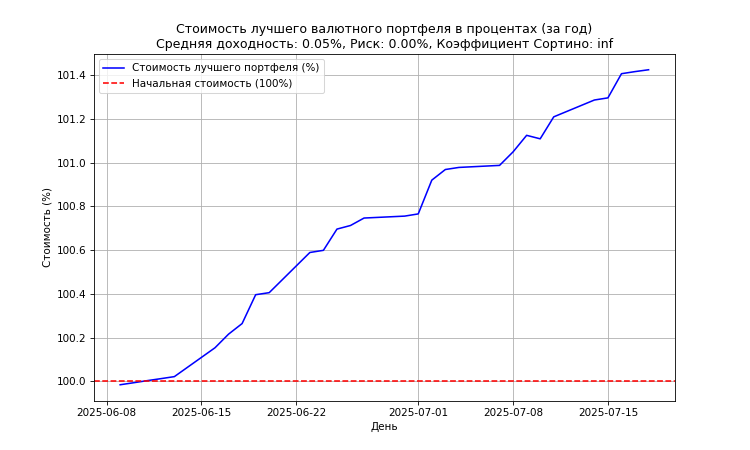 Стоимость лучшего валютного портфеля в процентах (за год)
Средняя доходность: 0.05%, Риск: 0.00%, Коэффициент Сортино: inf
Стоимость лучшего портфеля (%)
Начальная стоимость (100%)
Стоимость (%)
101.4
101.2
101.0
100.8
100.6
100.4
100.2
100.0
2025-06-08
2025-06-15
2025-06-22
2025-07-01
2025-07-08
2025-07-15
День